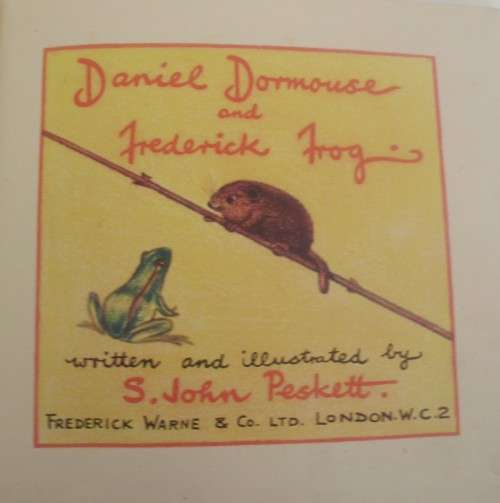 Daniel Dormouse
and
Frederick Frog.
written and illustrated by
S. John Peskett.
FREDERICK WARNE & Co. LTD. LONDON. W.C.2